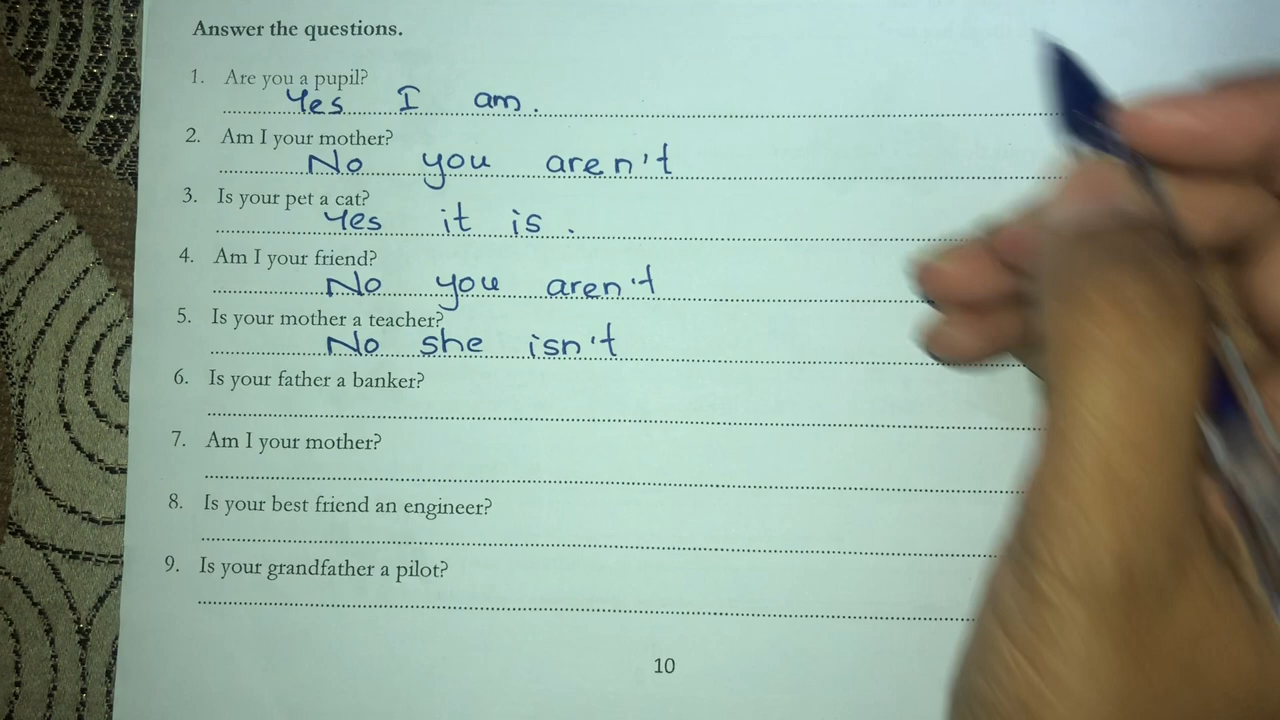 Answer the questions.
1. Are you a pupil?
Yes I am.
2. Am I your mother?
No you aren't
3. Is your pet a cat?
Yes it is.
4. Am I your friend?
No you aren't
5. Is your mother a teacher?
No she isn't
6. Is your father a banker?
7. Am I your mother?
8. Is your best friend an engineer?
9. Is your grandfather a pilot?
10